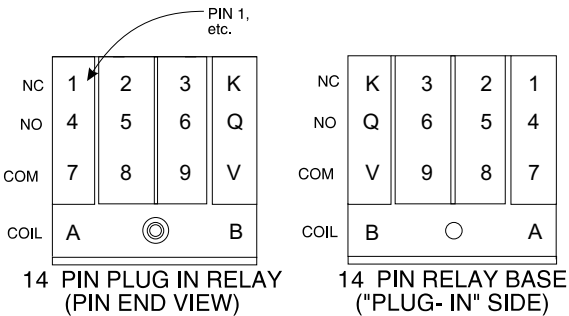 PIN 1,
etc.
NC 1 2 3 K
NO 4 5 6 Q
COM 7 8 9 V
COIL A B
14 PIN PLUG IN RELAY
(PIN END VIEW)
NC K 3 2 1
NO Q 6 5 4
COM V 9 8 7
COIL B A
14 PIN RELAY BASE
("PLUG- IN" SIDE)